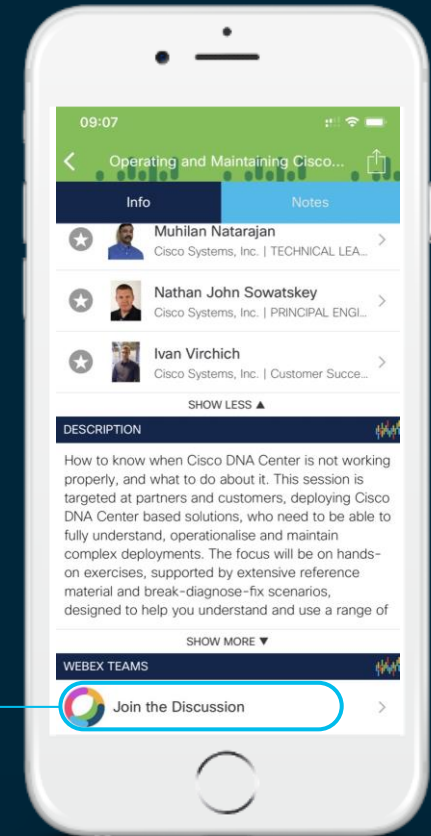 09:07
Operating and Maintaining Cisco...
Info
Notes
Muhilan Natarajan
Cisco Systems, Inc. | TECHNICAL LEA...
Nathan John Sowatskey
Cisco Systems, Inc. | PRINCIPAL ENGI...
Ivan Virchich
Cisco Systems, Inc. | Customer Succe...
SHOW LESS ▲
DESCRIPTION
How to know when Cisco DNA Center is not working
properly, and what to do about it. This session is
targeted at partners and customers, deploying Cisco
DNA Center based solutions, who need to be able to
fully understand, operationalise and maintain
complex deployments. The focus will be on hands-
on exercises, supported by extensive reference
material and break-diagnose-fix scenarios,
designed to help you understand and use a range of
SHOW MORE ▼
WEBEX TEAMS
Join the Discussion